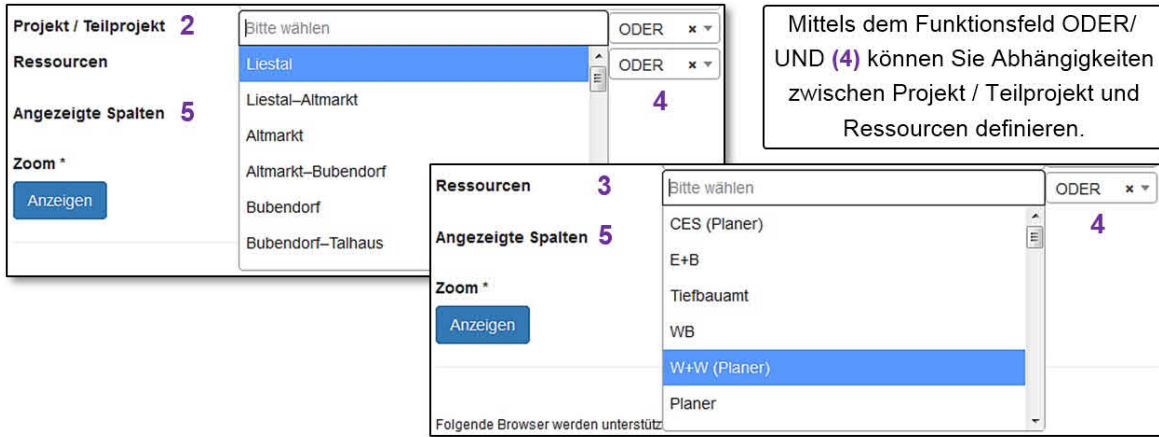 Projekt / Teilprojekt 2 Bitte wählen ODER × 
Ressourcen Liestal ODER ×
Liestal–Altmarkt 4
Angezeigte Spalten 5
Altmarkt
Zoom * Altmarkt–Bubendorf
Anzeigen Bubendorf
Bubendorf–Talhaus
Mittels dem Funktionsfeld ODER/
UND (4) können Sie Abhängigkeiten
zwischen Projekt / Teilprojekt und
Ressourcen definieren.
Ressourcen 3 Bitte wählen ODER ×
CES (Planer) 4
Angezeigte Spalten 5
E+B
Zoom * Tiefbauamt
Anzeigen WB
W+W (Planer)
Planer
Folgende Browser werden unterstütz